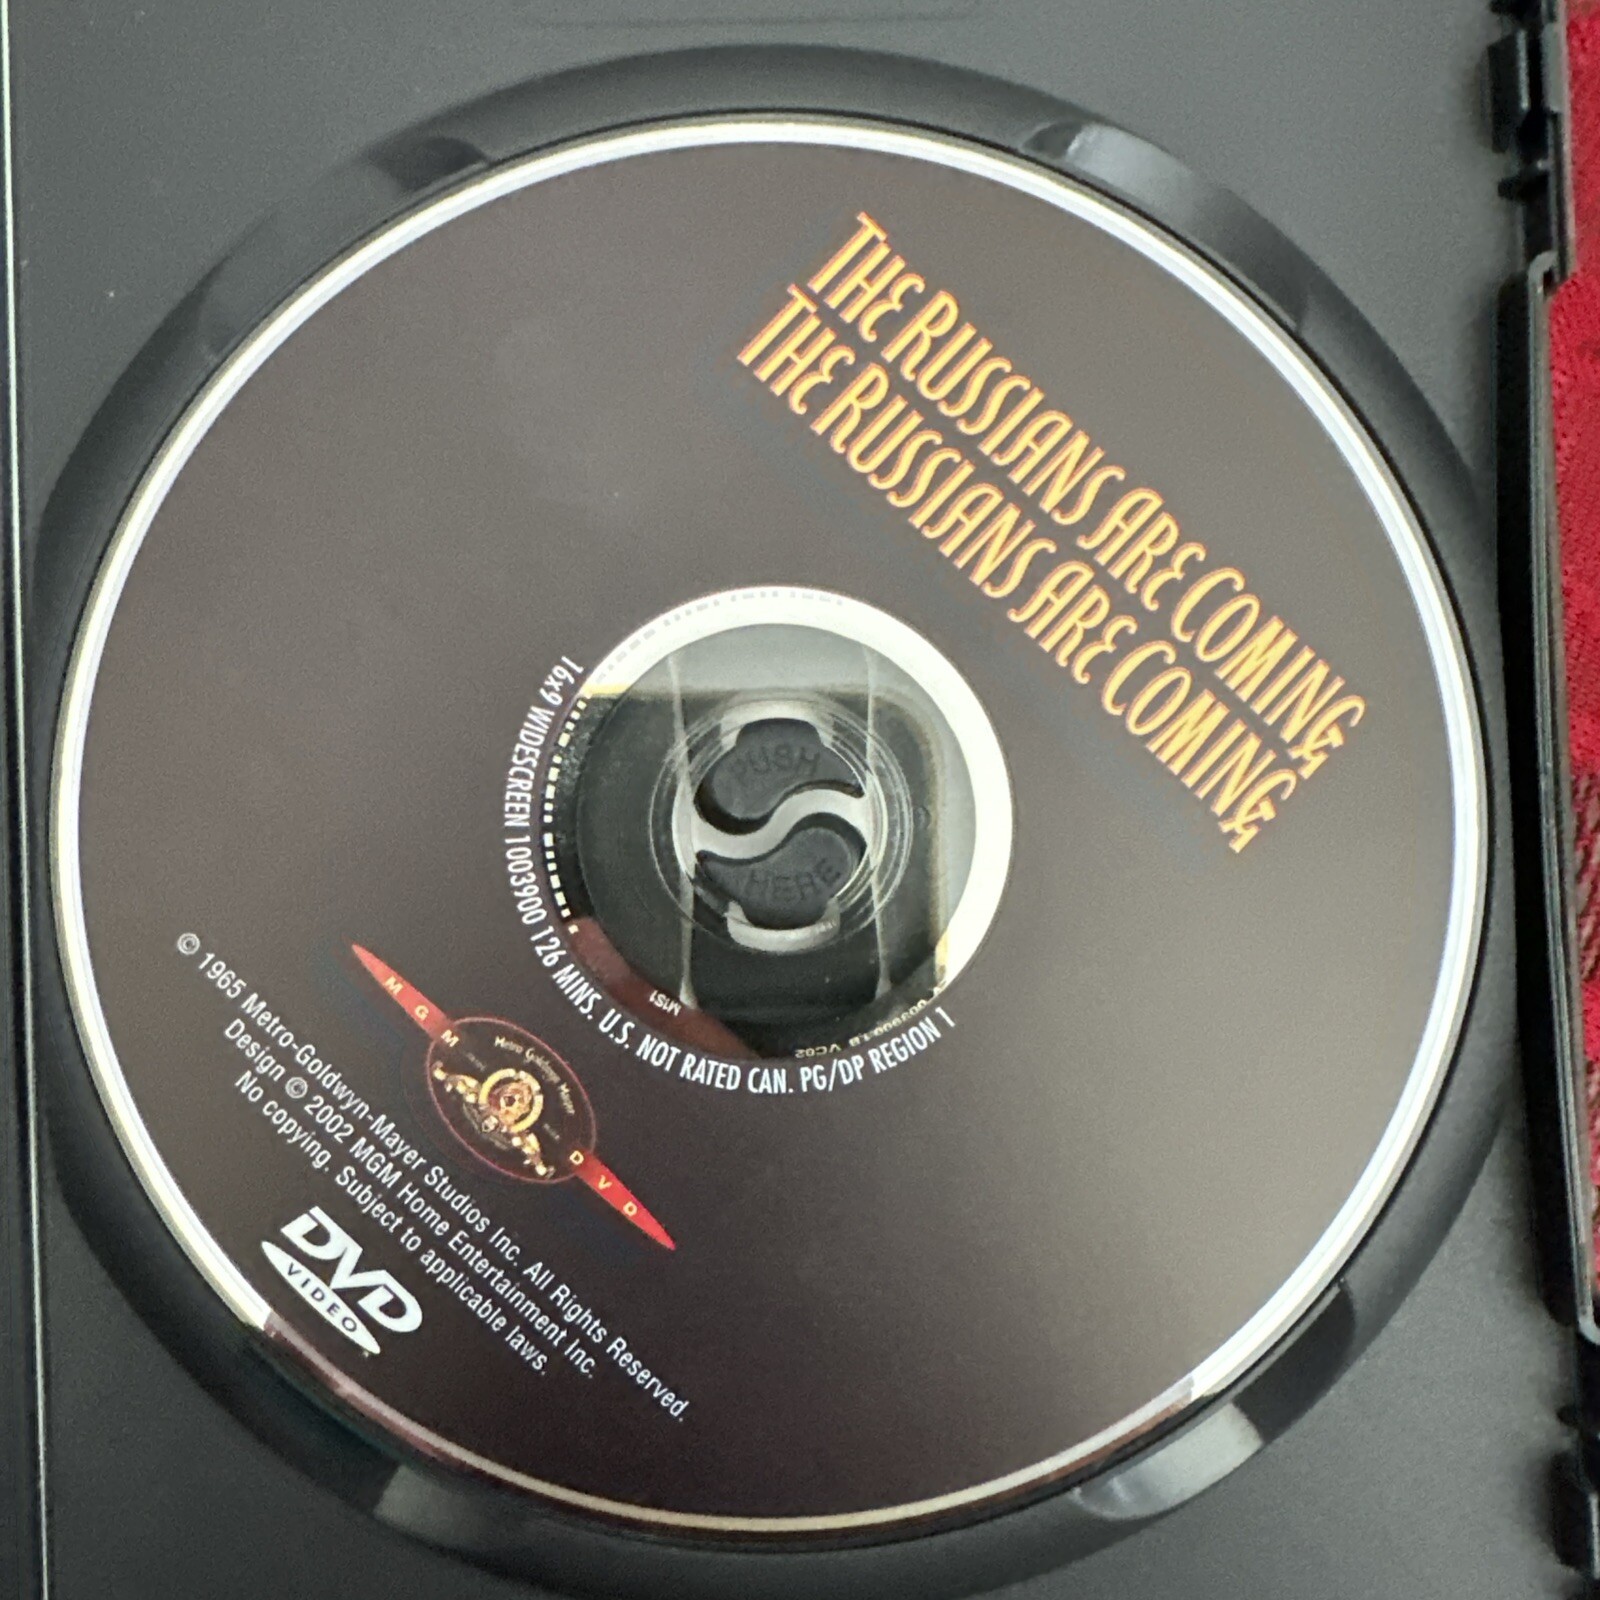 THE RUSSIANS ARE COMING
THE RUSSIANS ARE COMING
PUSH
HERE
16x9 WIDESCREEN 1003900 126 MINS. U.S. NOT RATED CAN. PG/DP REGION 1
M1S1
MGM DVD
Metro Goldwyn Mayer
© 1965 Metro-Goldwyn-Mayer Studios Inc. All Rights Reserved.
Design © 2002 MGM Home Entertainment Inc.
No copying. Subject to applicable laws.
DVD
VIDEO